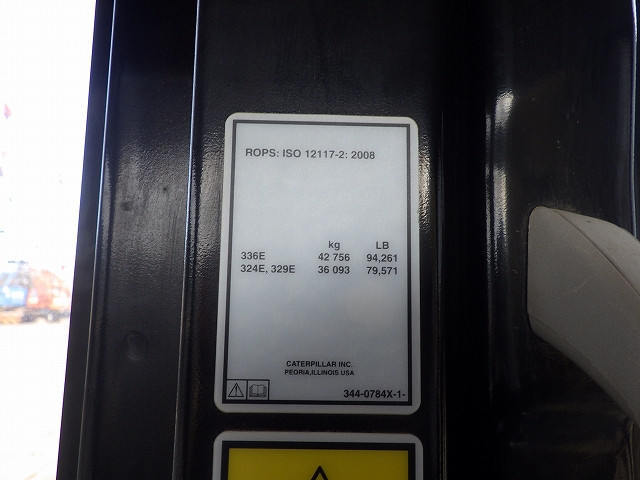 ROPS: ISO 12117-2: 2008
kg LB
336E 42 756 94,261
324E, 329E 36 093 79,571
CATERPILLAR INC.
PEORIA,ILLINOIS USA
344-0784X-1-